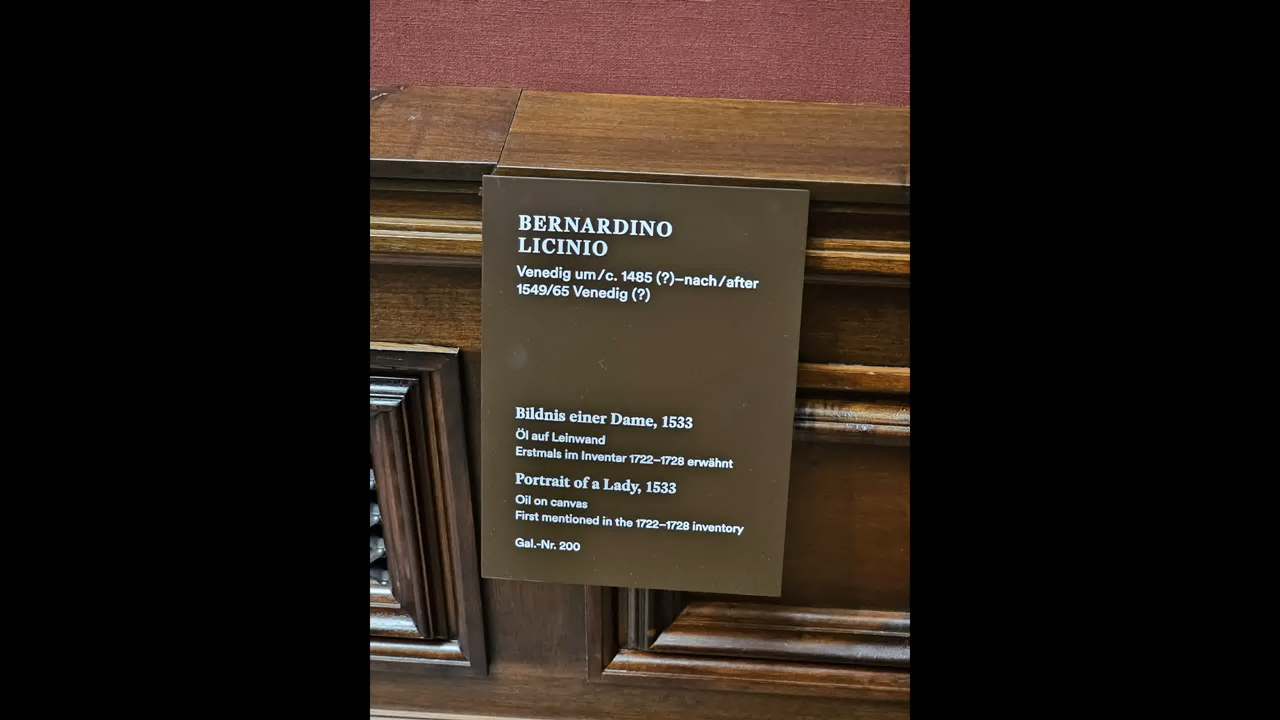 BERNARDINO
LICINIO
Venedig um/c. 1485 (?)–nach/after
1549/65 Venedig (?)
Bildnis einer Dame, 1533
Öl auf Leinwand
Erstmals im Inventar 1722–1728 erwähnt
Portrait of a Lady, 1533
Oil on canvas
First mentioned in the 1722–1728 inventory
Gal.-Nr. 200